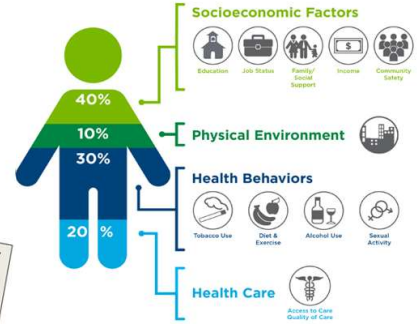 Socioeconomic Factors
Education
Job Status
Family/
Social
Support
Income
Community
Safety
40%
10%
Physical Environment
30%
Health Behaviors
Tobacco Use
Diet &
Exercise
Alcohol Use
Sexual
Activity
20 %
Health Care
$
Access to Care
Quality of Care